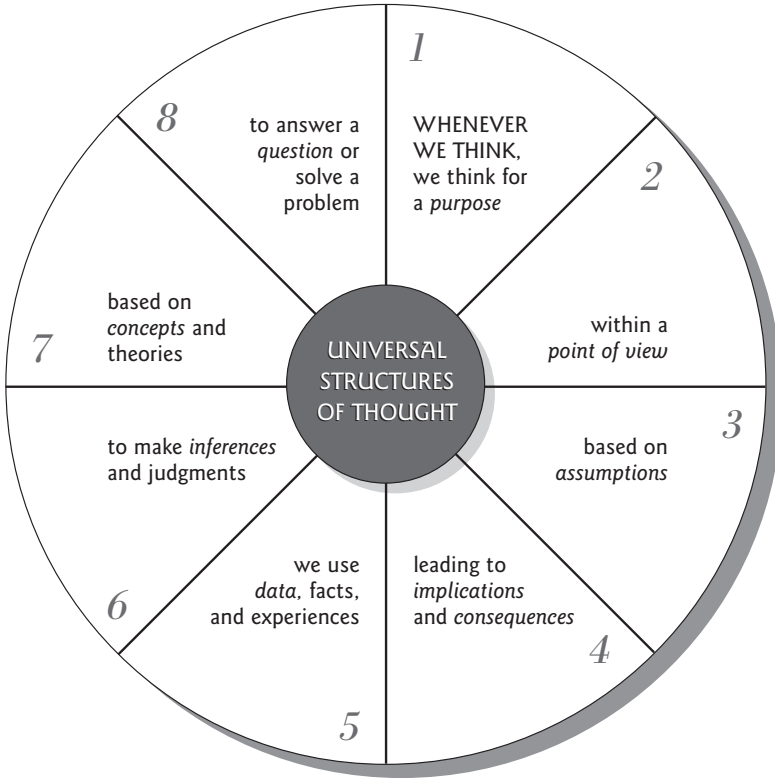 1
WHENEVER
WE THINK,
we think for
a purpose
2
within a
point of view
3
based on
assumptions
4
leading to
implications
and consequences
5
we use
data, facts,
and experiences
6
to make inferences
and judgments
7
based on
concepts and
theories
8
to answer a
question or
solve a
problem
UNIVERSAL
STRUCTURES
OF THOUGHT